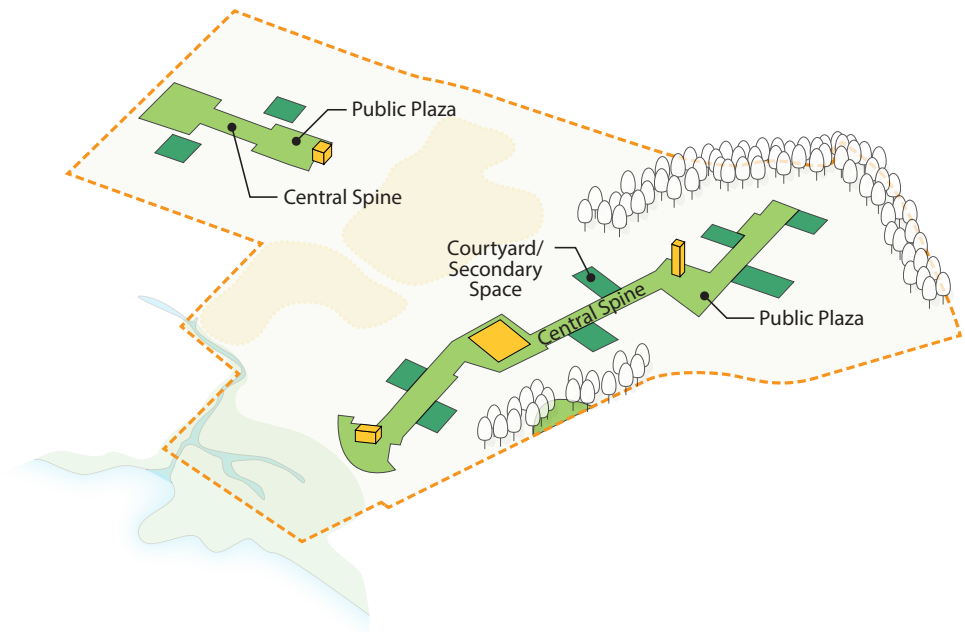 Public Plaza
Central Spine
Courtyard/
Secondary
Space
Central Spine
Public Plaza